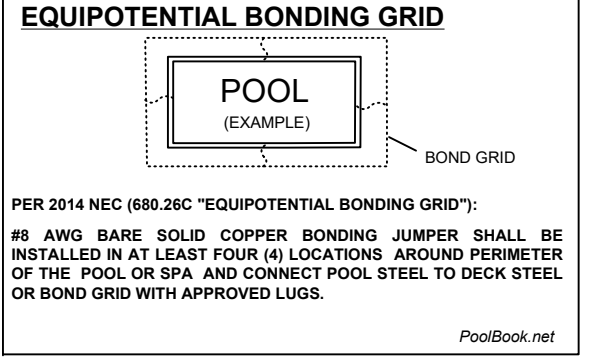 EQUIPOTENTIAL BONDING GRID
POOL
(EXAMPLE)
BOND GRID
PER 2014 NEC (680.26C "EQUIPOTENTIAL BONDING GRID"):
#8 AWG BARE SOLID COPPER BONDING JUMPER SHALL BE
INSTALLED IN AT LEAST FOUR (4) LOCATIONS AROUND PERIMETER
OF THE POOL OR SPA AND CONNECT POOL STEEL TO DECK STEEL
OR BOND GRID WITH APPROVED LUGS.
PoolBook.net